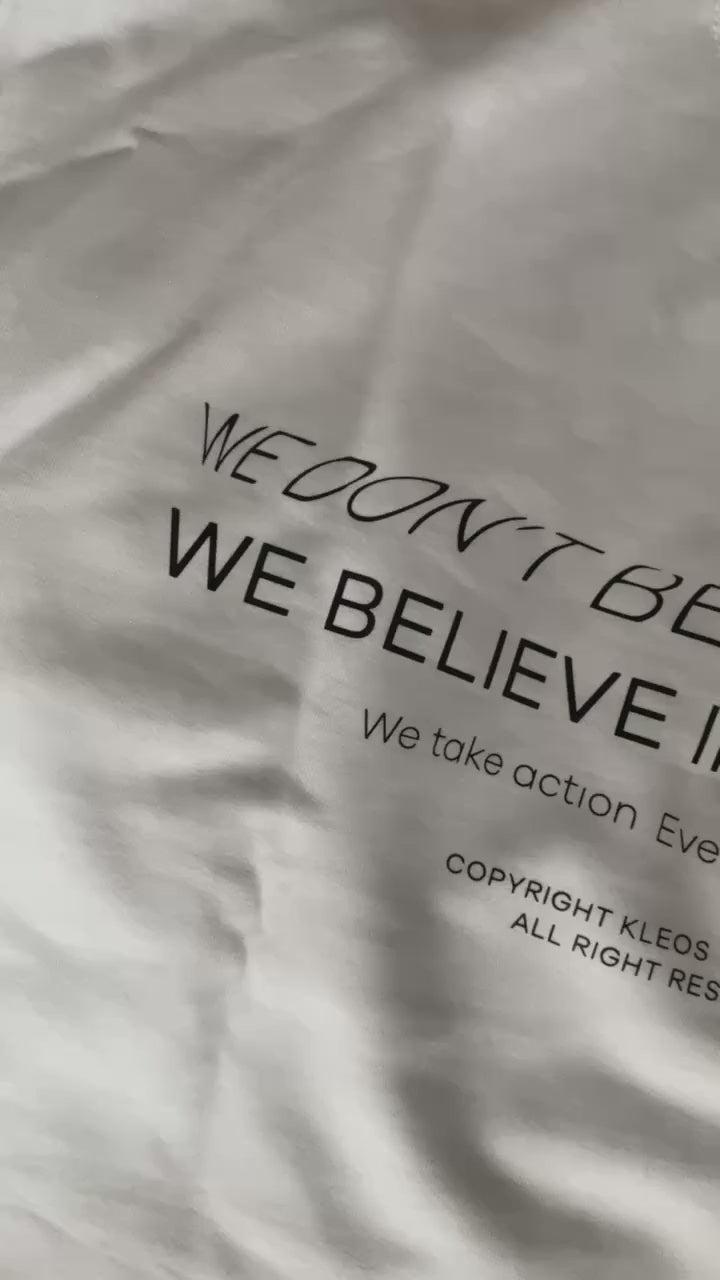 WE DON'T BE
WE BELIEVE I
We take action Eve
COPYRIGHT KLEOS
ALL RIGHT RES